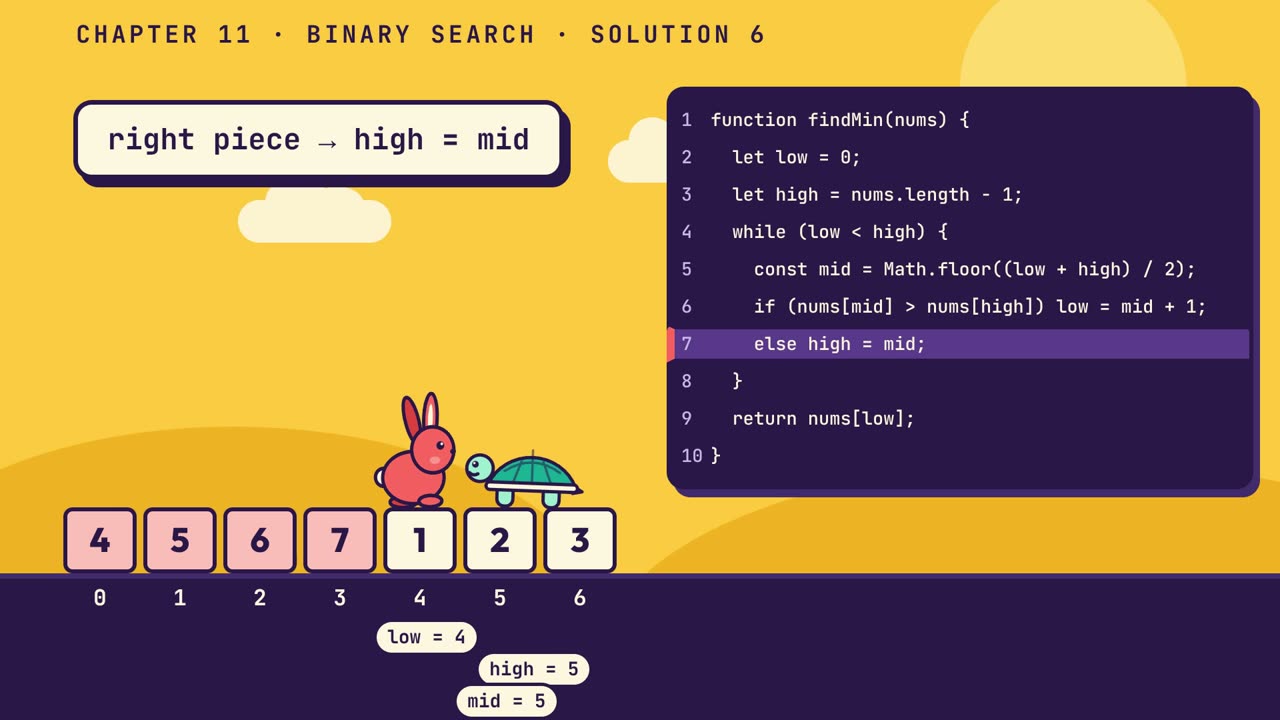 CHAPTER 11 · BINARY SEARCH · SOLUTION 6
right piece → high = mid
1 function findMin(nums) {
2 let low = 0;
3 let high = nums.length - 1;
4 while (low < high) {
5 const mid = Math.floor((low + high) / 2);
6 if (nums[mid] > nums[high]) low = mid + 1;
7 else high = mid;
8 }
9 return nums[low];
10 }
4 5 6 7 1 2 3
0 1 2 3 4 5 6
low = 4
high = 5
mid = 5